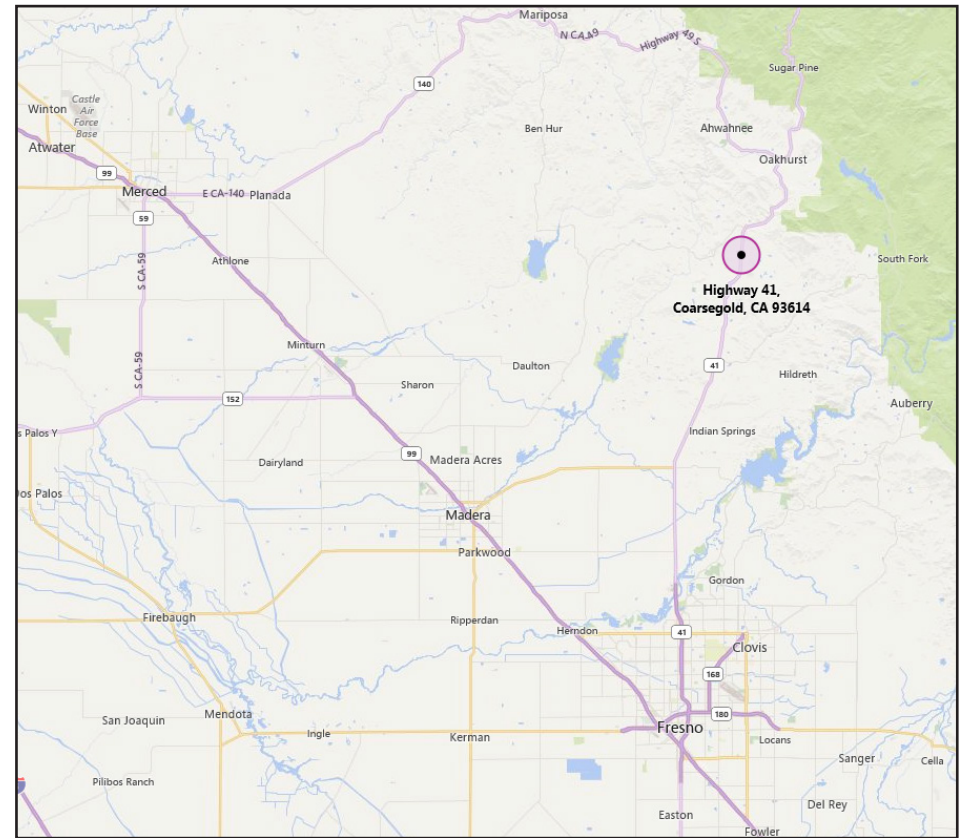 Mariposa
N CA-49
Highway 49 S
Sugar Pine
140
Castle
Air
Force
Base
Winton
Ben Hur
Ahwahnee
Atwater
Oakhurst
99
Merced
E CA-140
Planada
59
S CA-59
Athlone
South Fork
Highway 41,
Coarsegold, CA 93614
Minturn
S CA-59
Daulton
41
Hildreth
Sharon
152
Auberry
s Palos Y
Indian Springs
99
Madera Acres
Dairyland
Dos Palos
Madera
Parkwood
Gordon
Firebaugh
Ripperdan
Herndon
41
Clovis
168
Mendota
San Joaquin
180
Fresno
Ingle
Kerman
Locans
Sanger
Cella
Pilibos Ranch
Del Rey
Easton
Fowler